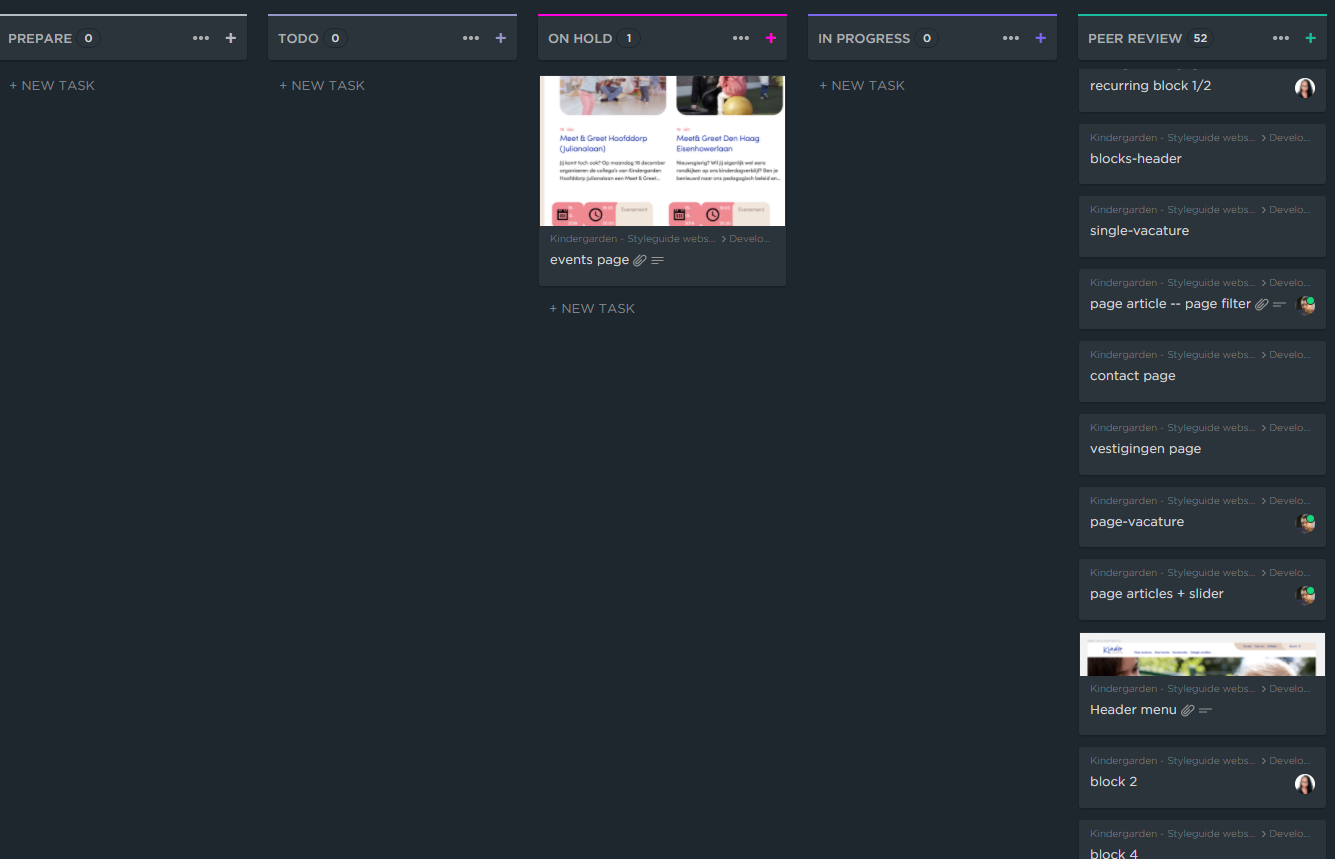 PREPARE 0
+ NEW TASK
TODO 0
+ NEW TASK
ON HOLD 1
Meet & Greet Hoofddorp
(Julianalaan)
Jij komt toch ook? Op maandag 16 december
organiseren de collega's van Kindergarden
Hoofddorp Julianalaan een Meet & Greet...
Meet& Greet Den Haag
Eisenhowerlaan
Nieuwsgierig? Wil jij eigenlijk wel eens
rondkijken op ons kinderdagverblijf? Ben je
benieuwd naar ons pedagogisch beleid en...
Evenement
Evenement
Kindergarden - Styleguide webs... > Develo...
events page
+ NEW TASK
IN PROGRESS 0
+ NEW TASK
PEER REVIEW 52
recurring block 1/2
Kindergarden - Styleguide webs... > Develo...
blocks-header
Kindergarden - Styleguide webs... > Develo...
single-vacature
Kindergarden - Styleguide webs... > Develo...
page article -- page filter
Kindergarden - Styleguide webs... > Develo...
contact page
Kindergarden - Styleguide webs... > Develo...
vestigingen page
Kindergarden - Styleguide webs... > Develo...
page-vacature
Kindergarden - Styleguide webs... > Develo...
page articles + slider
Kinder
Kindergarden - Styleguide webs... > Develo...
Header menu
Kindergarden - Styleguide webs... > Develo...
block 2
Kindergarden - Styleguide webs... > Develo...
block 4